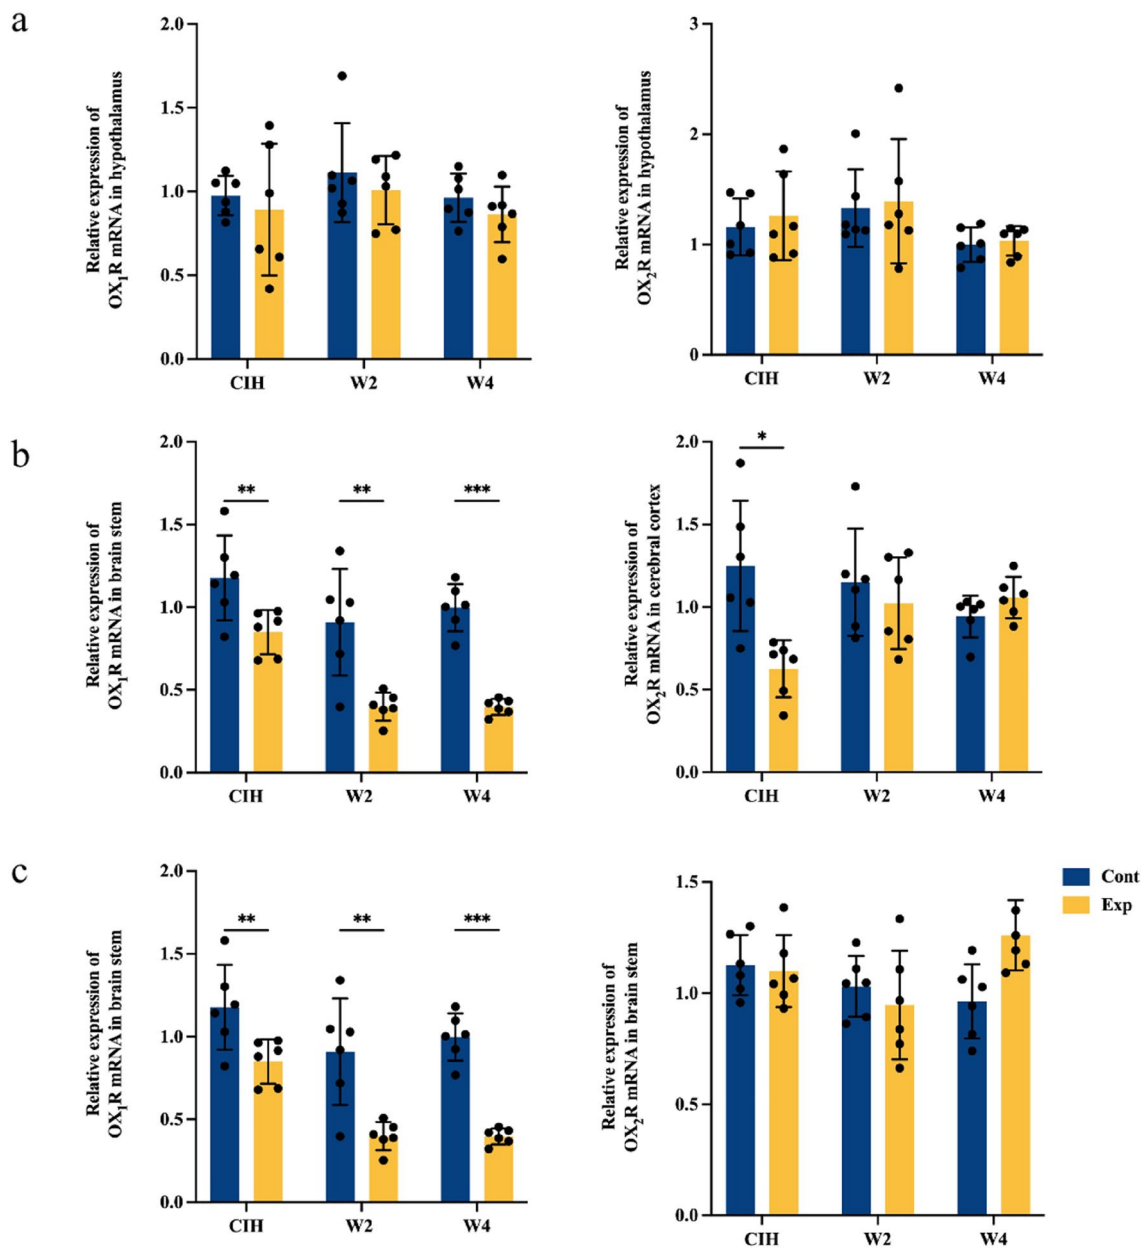 a
Relative expression of
OX1R mRNA in hypothalamus
2.0
1.5
1.0
0.5
0.0
CIH
W2
W4
Relative expression of
OX2R mRNA in hypothalamus
3
2
1
0
CIH
W2
W4
b
Relative expression of
OX1R mRNA in brain stem
2.0
1.5
1.0
0.5
0.0
**
**
***
CIH
W2
W4
Relative expression of
OX2R mRNA in cerebral cortex
2.0
1.5
1.0
0.5
0.0
*
CIH
W2
W4
c
Relative expression of
OX1R mRNA in brain stem
2.0
1.5
1.0
0.5
0.0
**
**
***
CIH
W2
W4
Relative expression of
OX2R mRNA in brain stem
1.5
1.0
0.5
0.0
CIH
W2
W4
Cont
Exp